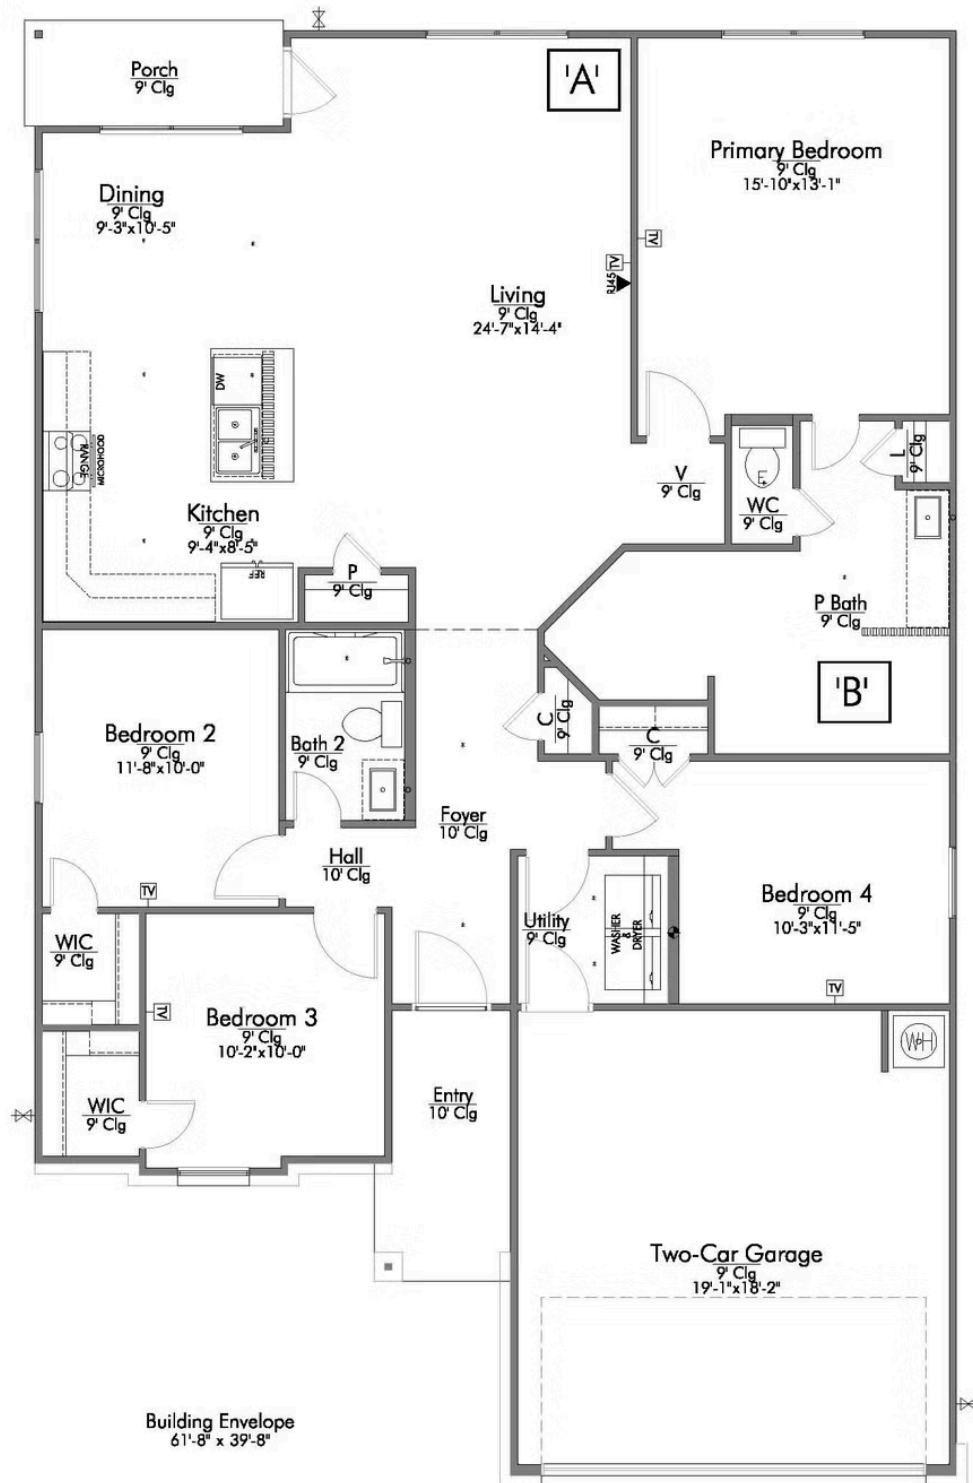 Porch
9' Clg
'A'
Primary Bedroom
9' Clg
15'-10"x13'-1"
Dining
9' Clg
9'-3"x10'-5"
TV
TV
RJ45
Living
9' Clg
24'-7"x14'-4"
DW
RANGE
MICROHOOD
L
9' Clg
V
9' Clg
WC
9' Clg
Kitchen
9' Clg
9'-4"x8'-5"
REF
P
9' Clg
P Bath
9' Clg
'B'
Bedroom 2
9' Clg
11'-8"x10'-0"
Bath 2
9' Clg
C
9' Clg
C
9' Clg
Foyer
10' Clg
Hall
10' Clg
TV
Bedroom 4
9' Clg
10'-3"x11'-5"
Utility
9' Clg
WASHER
&
DRYER
WIC
9' Clg
TV
TV
Bedroom 3
9' Clg
10'-2"x10'-0"
WH
WIC
9' Clg
Entry
10' Clg
Two-Car Garage
9' Clg
19'-1"x18'-2"
Building Envelope
61'-8" x 39'-8"